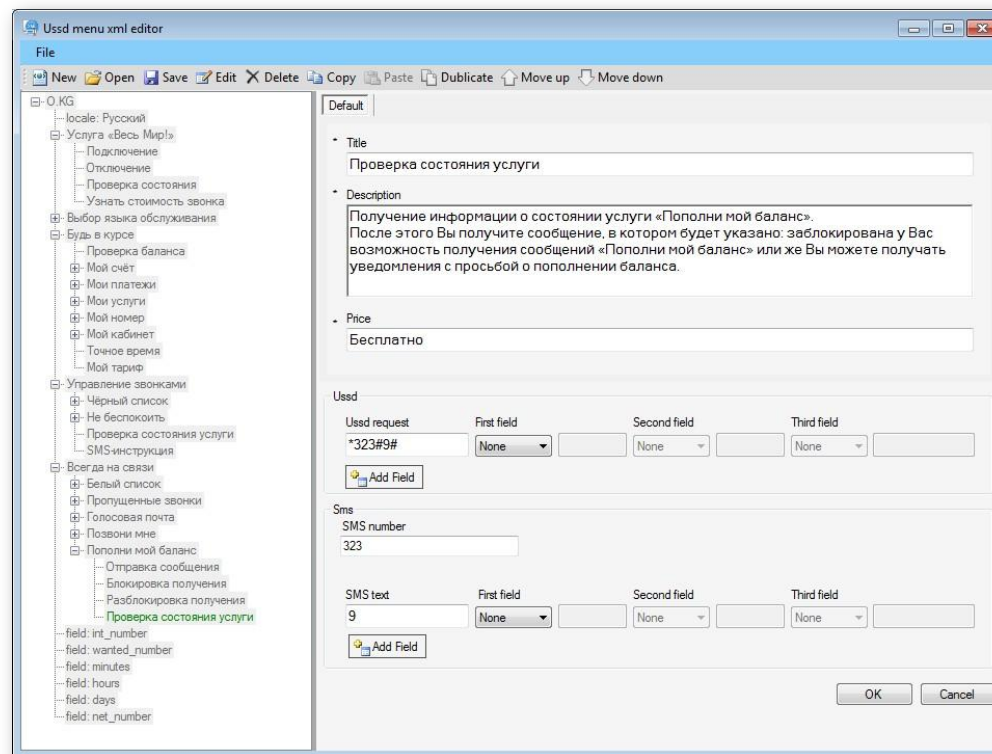 Ussd menu xml editor
File
New Open Save Edit Delete Copy Paste Dublicate Move up Move down
O.KG
locale: Русский
Услуга «Весь Мир!»
Подключение
Отключение
Проверка состояния
Узнать стоимость звонка
Выбор языка обслуживания
Будь в курсе
Проверка баланса
Мой счёт
Мои платежи
Мои услуги
Мой номер
Мой кабинет
Точное время
Мой тариф
Управление звонками
Чёрный список
Не беспокоить
Проверка состояния услуги
SMS-инструкция
Всегда на связи
Белый список
Пропущенные звонки
Голосовая почта
Позвони мне
Пополни мой баланс
Отправка сообщения
Блокировка получения
Разблокировка получения
Проверка состояния услуги
field: int_number
field: wanted_number
field: minutes
field: hours
field: days
field: net_number
Default
* Title
Проверка состояния услуги
* Description
Получение информации о состоянии услуги «Пополни мой баланс».
После этого Вы получите сообщение, в котором будет указано: заблокирована у Вас
возможность получения сообщений «Пополни мой баланс» или же Вы можете получать
уведомления с просьбой о пополнении баланса.
* Price
Бесплатно
Ussd
Ussd request First field Second field Third field
*323#9# None None None
Add Field
Sms
SMS number
323
SMS text First field Second field Third field
9 None None None
Add Field
OK Cancel